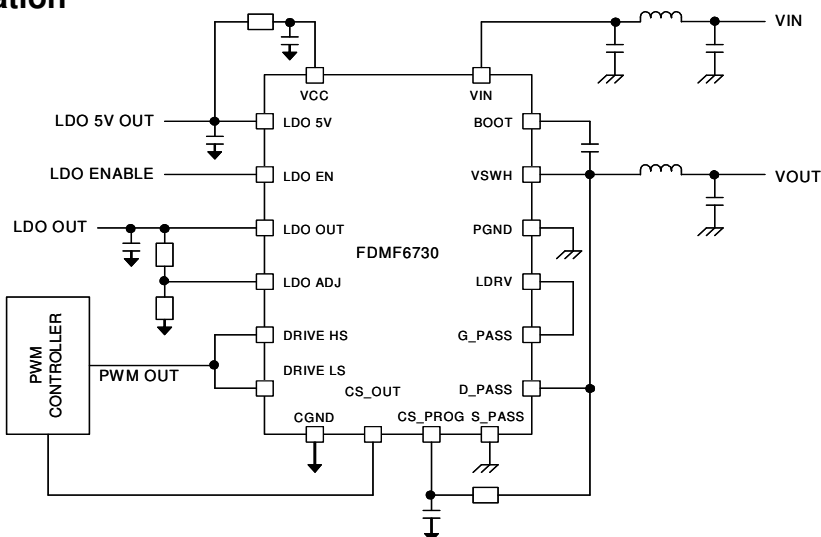 VIN
VCC
VIN
LDO 5V OUT
LDO 5V
BOOT
LDO ENABLE
LDO EN
VSWH
VOUT
LDO OUT
LDO OUT
PGND
FDMF6730
LDO ADJ
LDRV
PWM CONTROLLER
DRIVE HS
G_PASS
PWM OUT
DRIVE LS
CS_OUT
D_PASS
CGND
CS_PROG
S_PASS